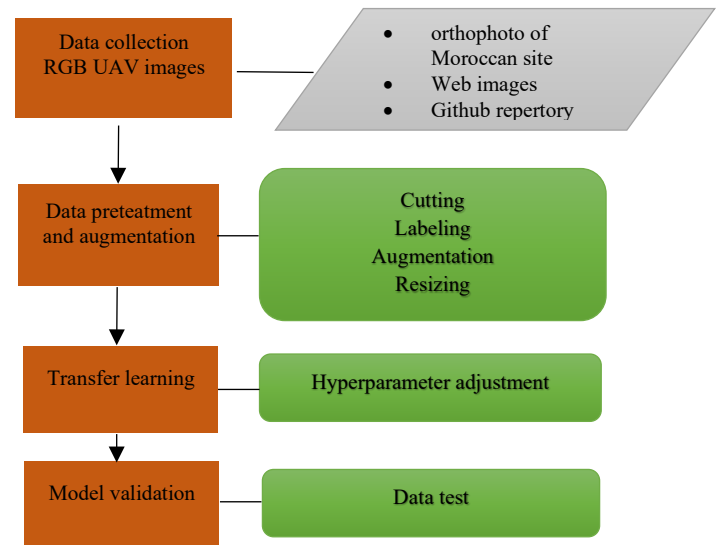 Data collection
RGB UAV images
• orthophoto of
Moroccan site
• Web images
• Github repertory
Data preteatment
and augmentation
Cutting
Labeling
Augmentation
Resizing
Transfer learning
Hyperparameter adjustment
Model validation
Data test